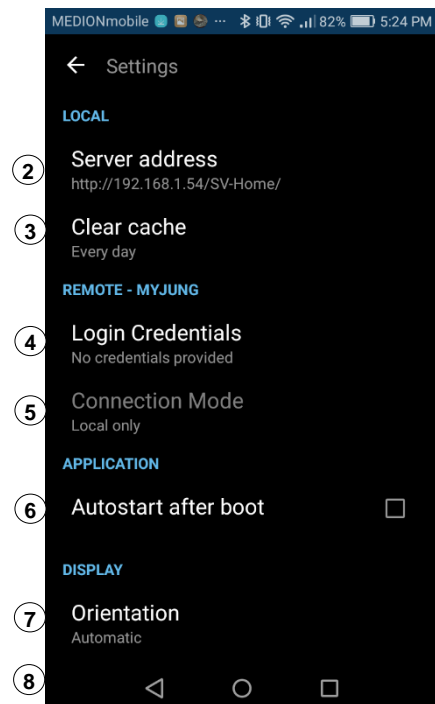 MEDIONmobile ... 82% 5:24 PM
Settings
LOCAL
2 Server address
http://192.168.1.54/SV-Home/
3 Clear cache
Every day
REMOTE - MYJUNG
4 Login Credentials
No credentials provided
5 Connection Mode
Local only
APPLICATION
6 Autostart after boot
DISPLAY
7 Orientation
Automatic
8